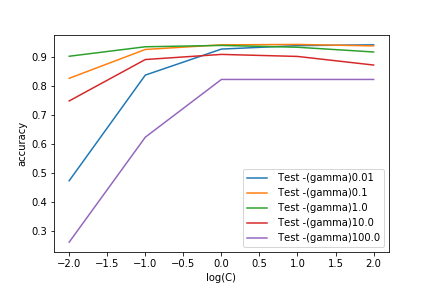 0.9
0.8
0.7
0.6
0.5
0.4
0.3
accuracy
Test -(gamma)0.01
Test -(gamma)0.1
Test -(gamma)1.0
Test -(gamma)10.0
Test -(gamma)100.0
−2.0 −1.5 −1.0 −0.5 0.0 0.5 1.0 1.5 2.0
log(C)